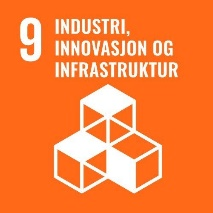 9 INDUSTRI,
INNOVASJON OG
INFRASTRUKTUR